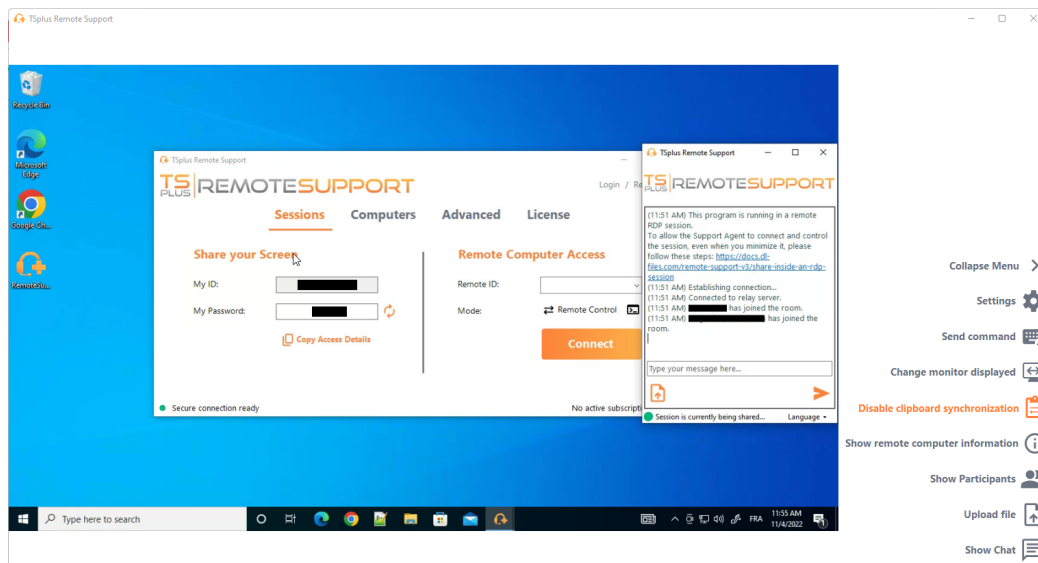 TSplus Remote Support
Recycle Bin
Microsoft
Edge
Google Ch...
RemoteSu...
TSplus Remote Support
TS PLUS REMOTESUPPORT
Login / Re
Sessions Computers Advanced License
Share your Screen
My ID:
My Password:
Copy Access Details
Remote Computer Access
Remote ID:
Mode:
Remote Control
Connect
Secure connection ready
No active subscripti
TSplus Remote Support
TS PLUS REMOTESUPPORT
(11:51 AM) This program is running in a remote
RDP session.
To allow the Support Agent to connect and control
the session, even when you minimize it, please
follow these steps: https://docs.dl-
files.com/remote-support-v3/share-inside-an-rdp-
session
(11:51 AM) Establishing connection...
(11:51 AM) Connected to relay server.
(11:51 AM) has joined the room.
(11:51 AM) has joined the
room.
Type your message here...
Session is currently being shared...
Language
Collapse Menu
Settings
Send command
Change monitor displayed
Disable clipboard synchronization
Show remote computer information
Show Participants
Upload file
Show Chat
Type here to search
FRA
11:55 AM
11/4/2022